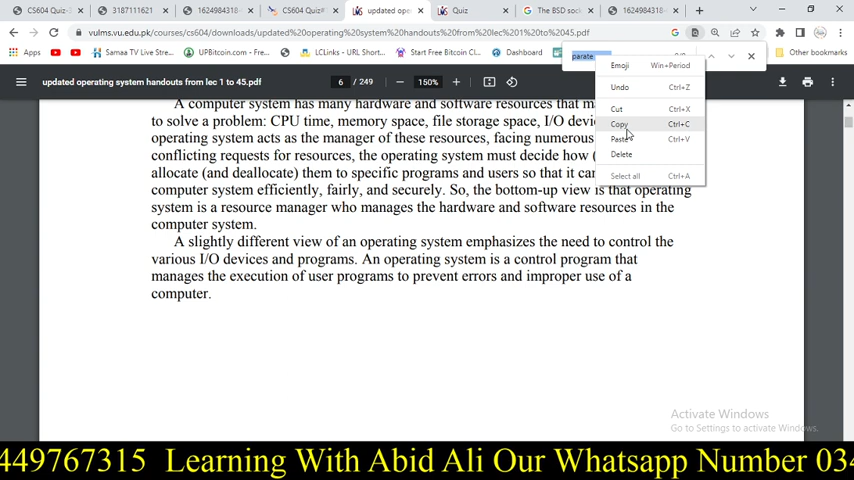 CS604 Quiz-
3187111621
1624984318-
CS604 Quiz#
updated ope
Quiz
The BSD sock
1624984318-
vulms.vu.edu.pk/courses/cs604/downloads/updated%20operating%20system%20handouts%20from%20lec%201%20to%2045.pdf
Apps
Samaa TV Live Stre...
UPBitcoin.com - Fre...
LCLinks - URL Short...
Start Free Bitcoin Cl...
Dashboard
Other bookmarks
parate
0/0
updated operating system handouts from lec 1 to 45.pdf
6 / 249
150%
Emoji Win+Period
Undo Ctrl+Z
Cut Ctrl+X
Copy Ctrl+C
Paste Ctrl+V
Delete
Select all Ctrl+A
A computer system has many hardware and software resources that m
to solve a problem: CPU time, memory space, file storage space, I/O devi
operating system acts as the manager of these resources, facing numerous
conflicting requests for resources, the operating system must decide how (
allocate (and deallocate) them to specific programs and users so that it can
computer system efficiently, fairly, and securely. So, the bottom-up view is that operating
system is a resource manager who manages the hardware and software resources in the
computer system.
A slightly different view of an operating system emphasizes the need to control the
various I/O devices and programs. An operating system is a control program that
manages the execution of user programs to prevent errors and improper use of a
computer.
Activate Windows
Go to Settings to activate Windows.
449767315 Learning With Abid Ali Our Whatsapp Number 034